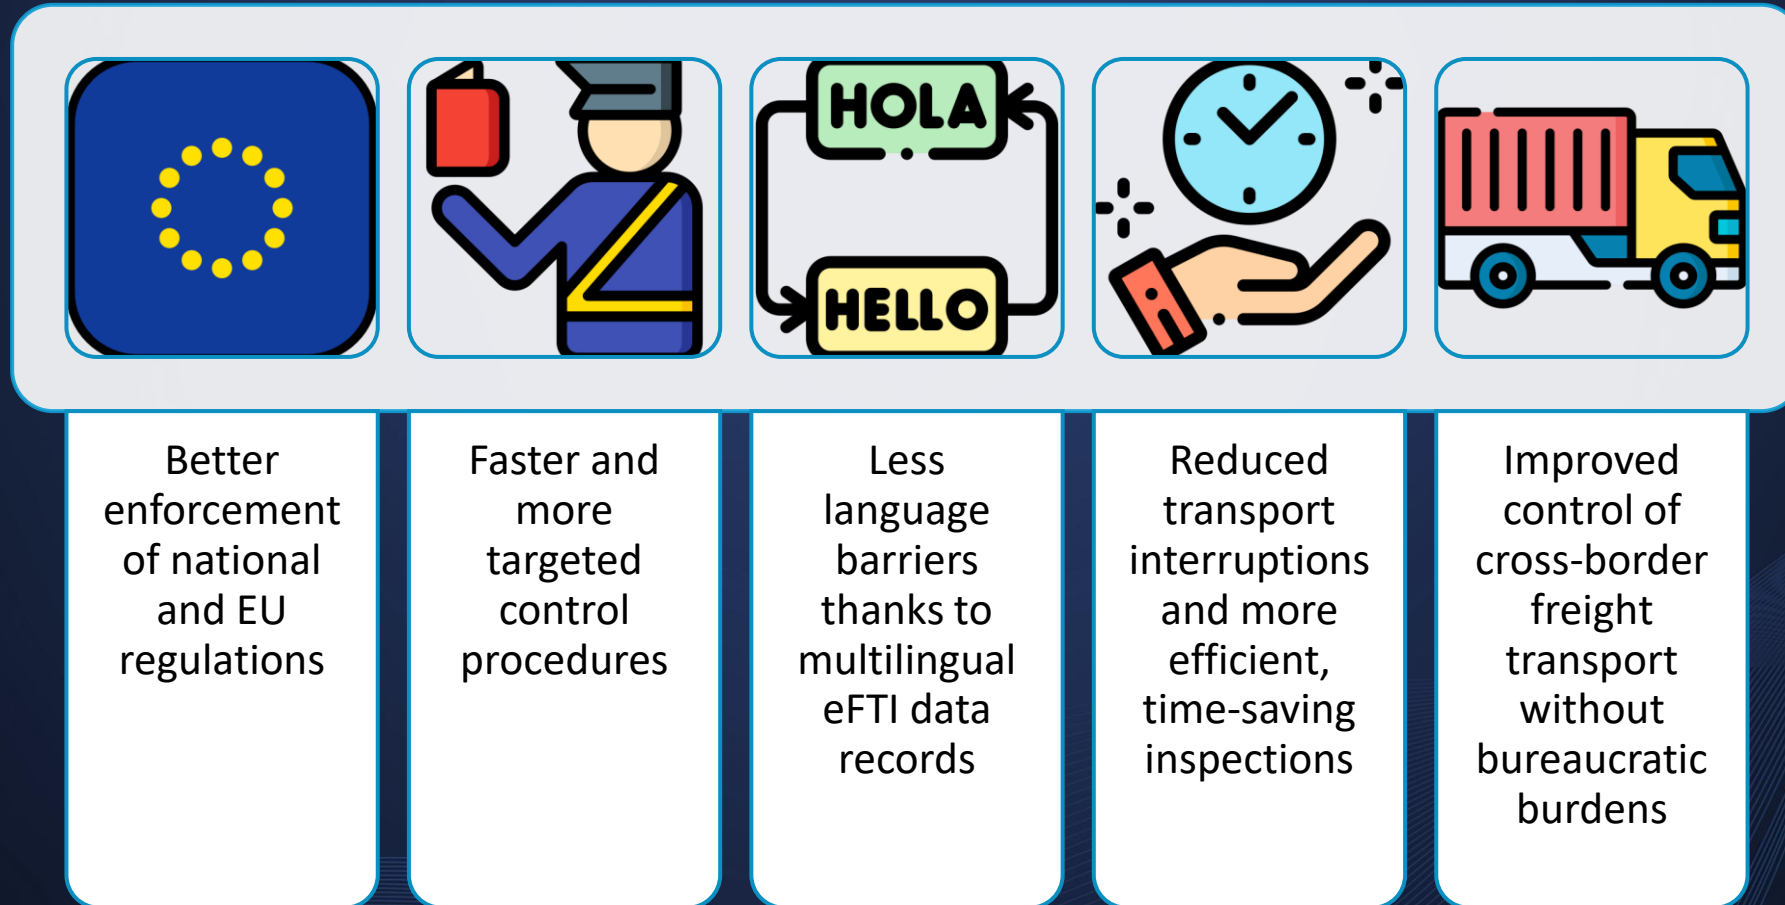 HOLA
HELLO
Better
enforcement
of national
and EU
regulations
Faster and
more
targeted
control
procedures
Less
language
barriers
thanks to
multilingual
eFTI data
records
Reduced
transport
interruptions
and more
efficient,
time-saving
inspections
Improved
control of
cross-border
freight
transport
without
bureaucratic
burdens